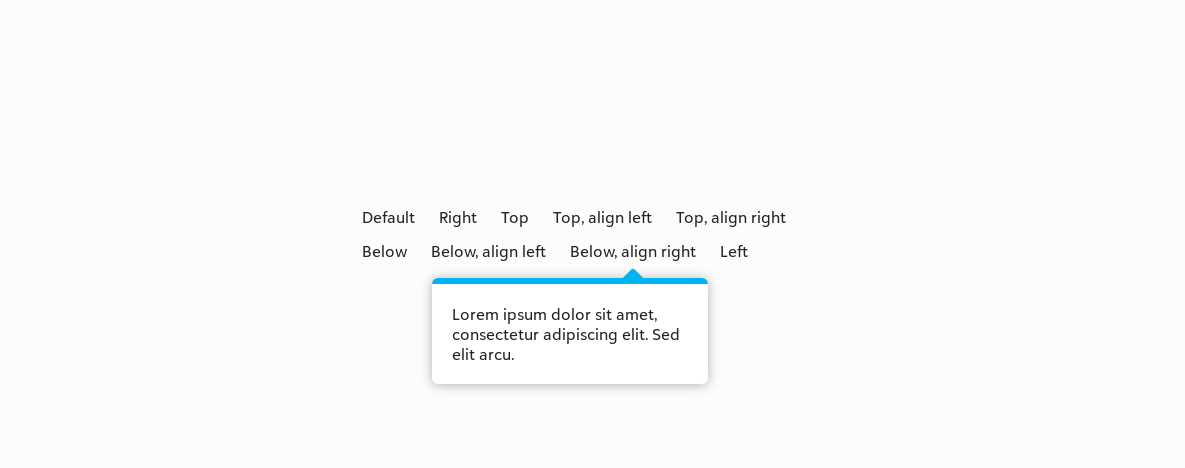 Default Right Top Top, align left Top, align right
Below Below, align left Below, align right Left
Lorem ipsum dolor sit amet,
consectetur adipiscing elit. Sed
elit arcu.